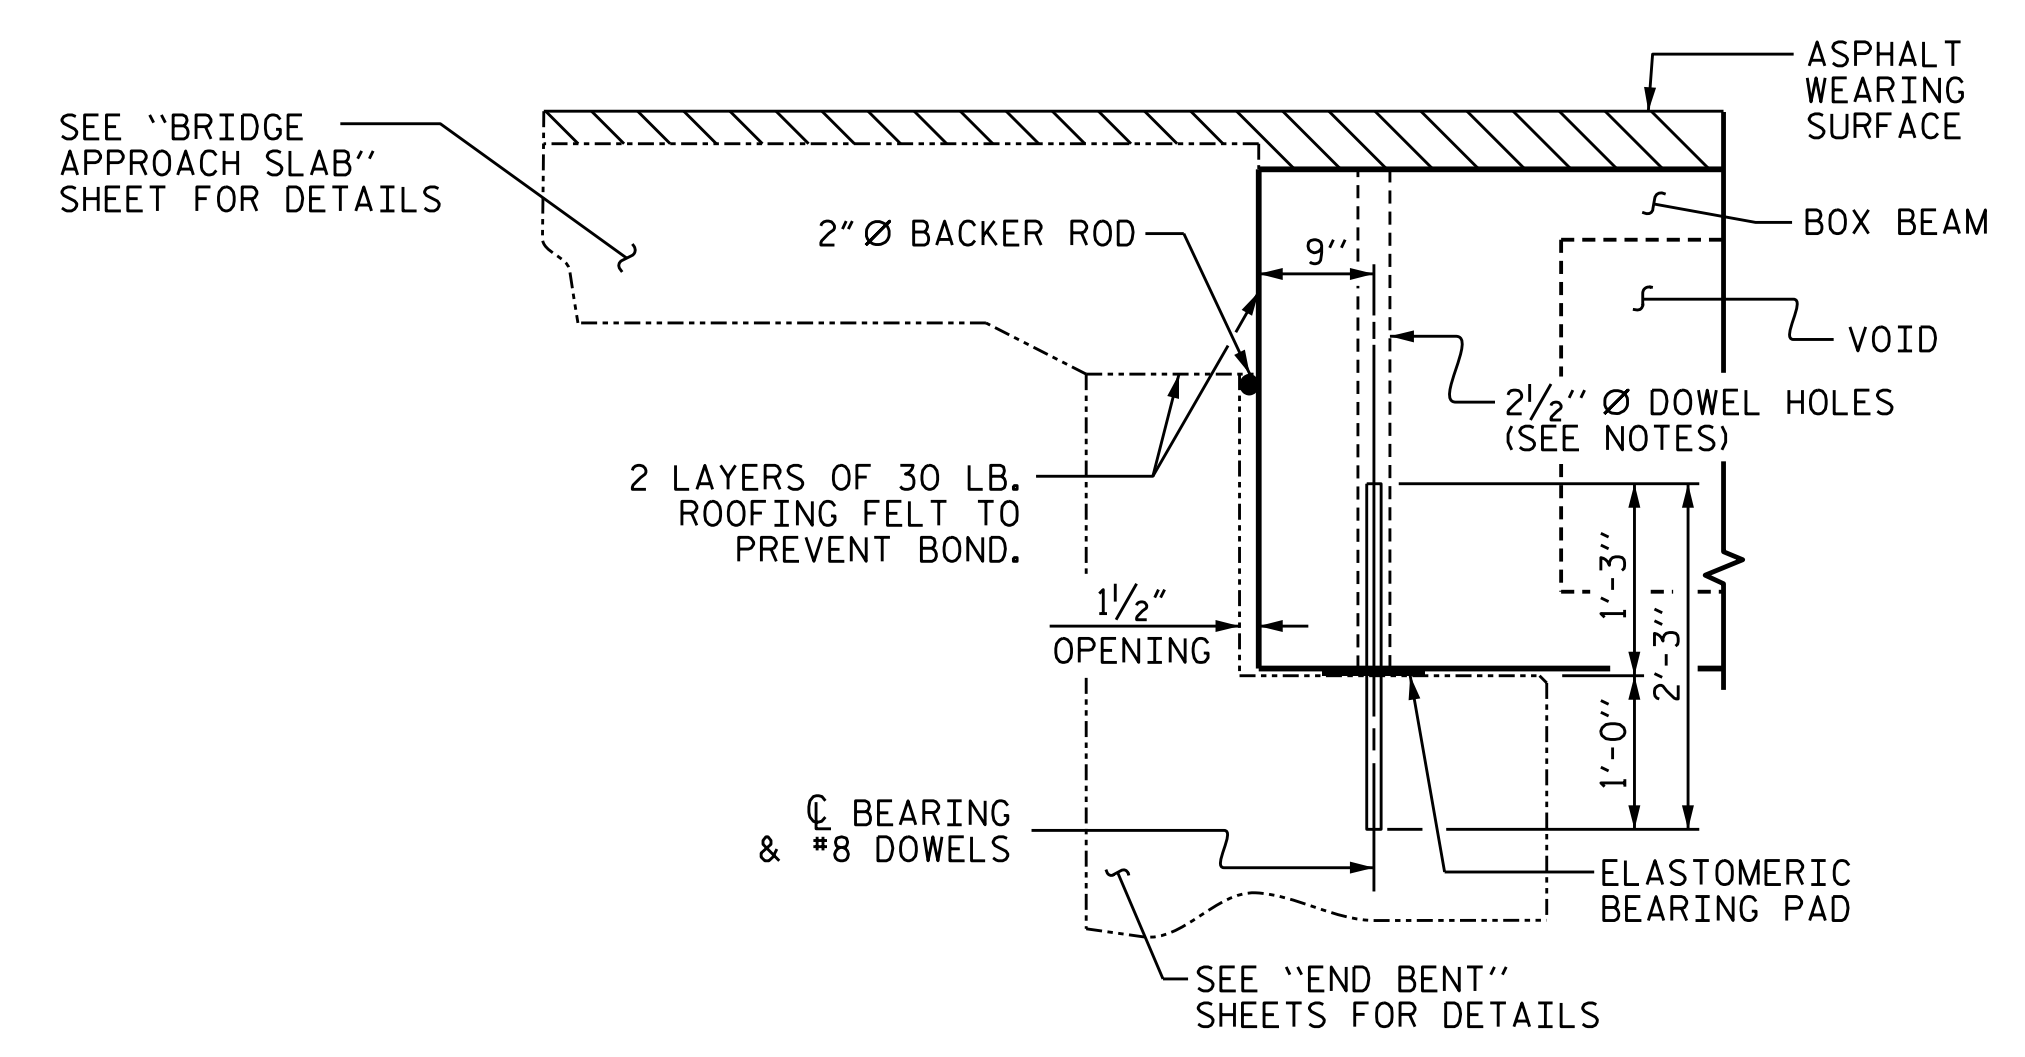 ASPHALT
WEARING
SURFACE
SEE "BRIDGE
APPROACH SLAB"
SHEET FOR DETAILS
2" Ø BACKER ROD
9"
BOX BEAM
VOID
2½" Ø DOWEL HOLES
(SEE NOTES)
2 LAYERS OF 30 LB.
ROOFING FELT TO
PREVENT BOND.
1'-3"
2'-3"
1'-0"
1½"
OPENING
℄ BEARING
& #8 DOWELS
ELASTOMERIC
BEARING PAD
SEE "END BENT"
SHEETS FOR DETAILS